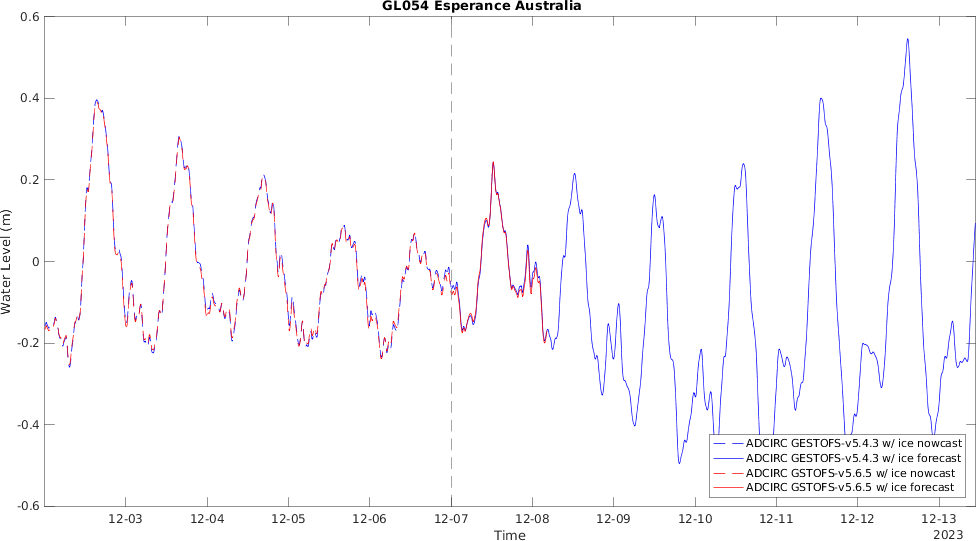 GL054 Esperance Australia
Water Level (m)
0.6
0.4
0.2
0
-0.2
-0.4
-0.6
12-03 12-04 12-05 12-06 12-07 12-08 12-09 12-10 12-11 12-12 12-13
Time
2023
ADCIRC GESTOFS-v5.4.3 w/ ice nowcast
ADCIRC GESTOFS-v5.4.3 w/ ice forecast
ADCIRC GSTOFS-v5.6.5 w/ ice nowcast
ADCIRC GSTOFS-v5.6.5 w/ ice forecast